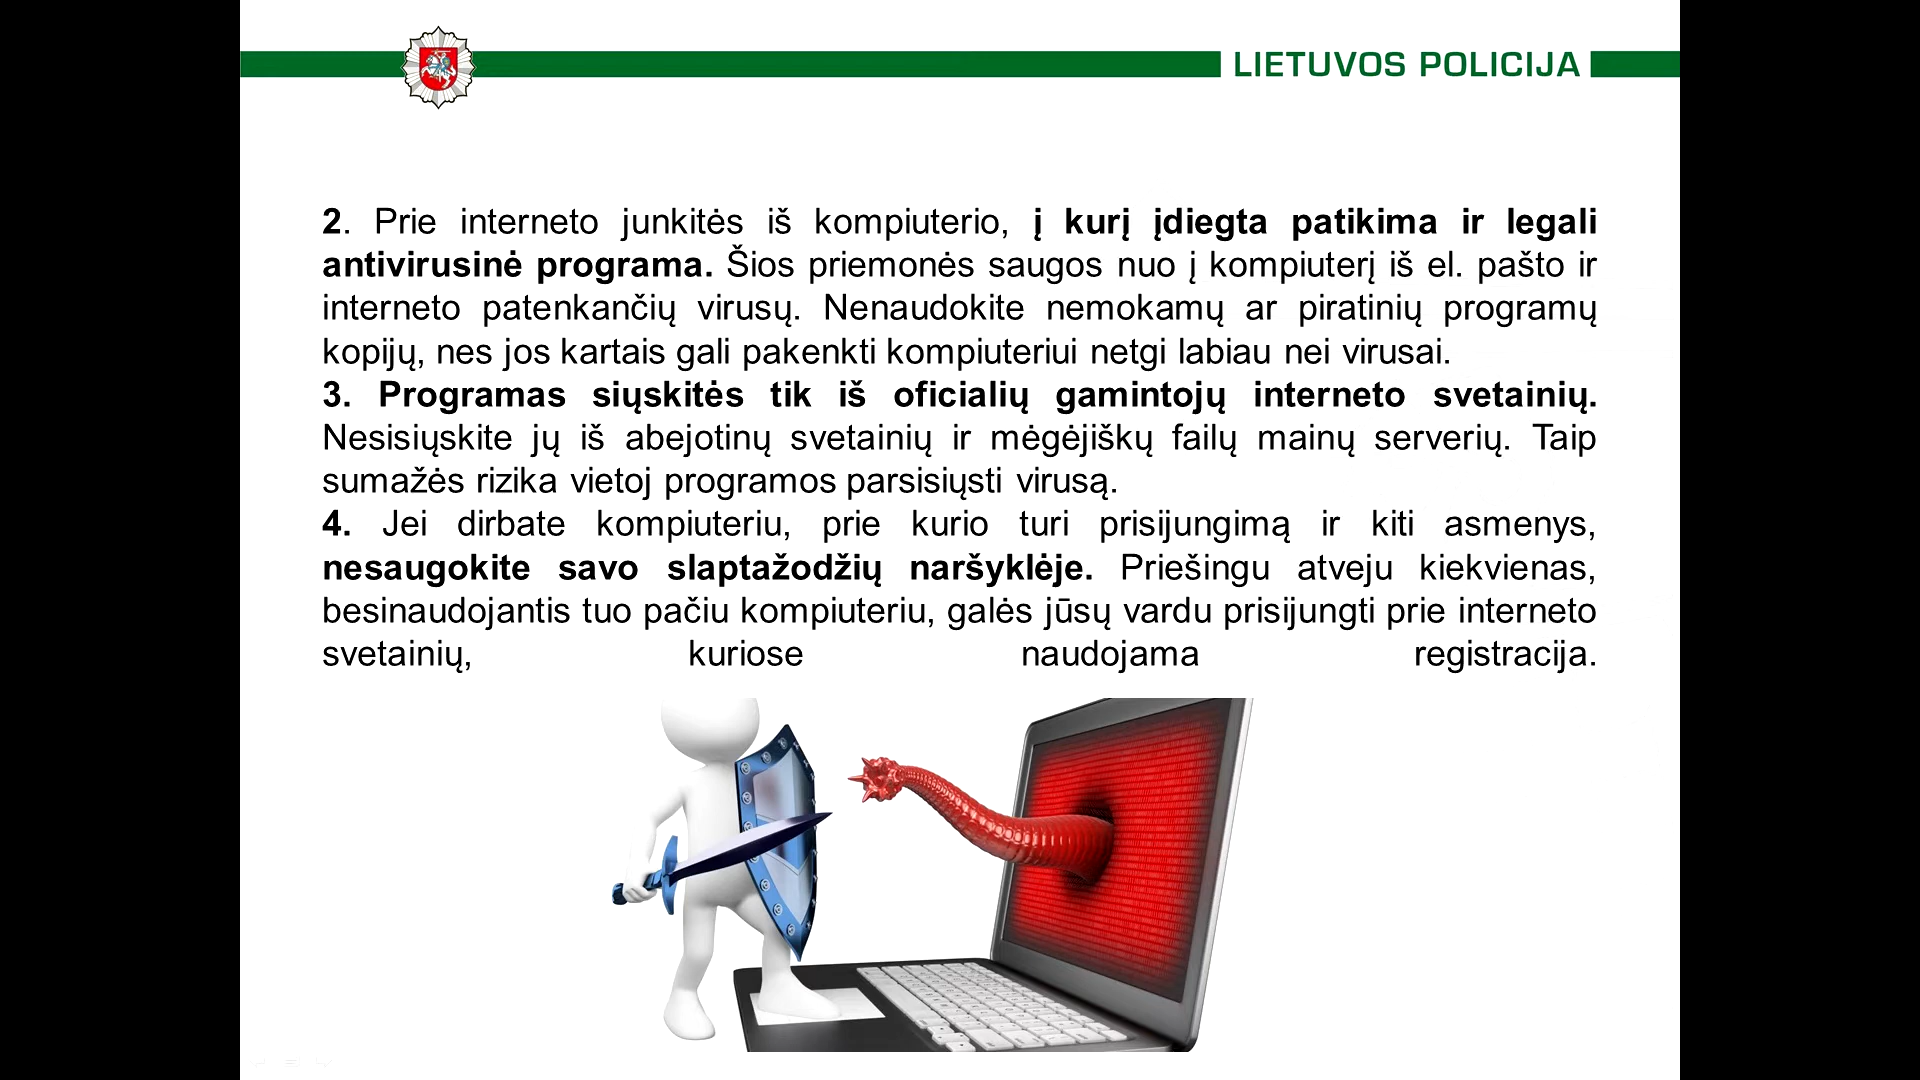 LIETUVOS POLICIJA
2. Prie interneto junkitės iš kompiuterio, į kurį įdiegta patikima ir legali
antivirusinė programa. Šios priemonės saugos nuo į kompiuterį iš el. pašto ir
interneto patenkančių virusų. Nenaudokite nemokamų ar piratinių programų
kopijų, nes jos kartais gali pakenkti kompiuteriui netgi labiau nei virusai.
3. Programas siųskitės tik iš oficialių gamintojų interneto svetainių.
Nesisiųskite jų iš abejotinų svetainių ir mėgėjiškų failų mainų serverių. Taip
sumažės rizika vietoj programos parsisiųsti virusą.
4. Jei dirbate kompiuteriu, prie kurio turi prisijungimą ir kiti asmenys,
nesaugokite savo slaptažodžių naršyklėje. Priešingu atveju kiekvienas,
besinaudojantis tuo pačiu kompiuteriu, galės jūsų vardu prisijungti prie interneto
svetainių, kuriose naudojama registracija.